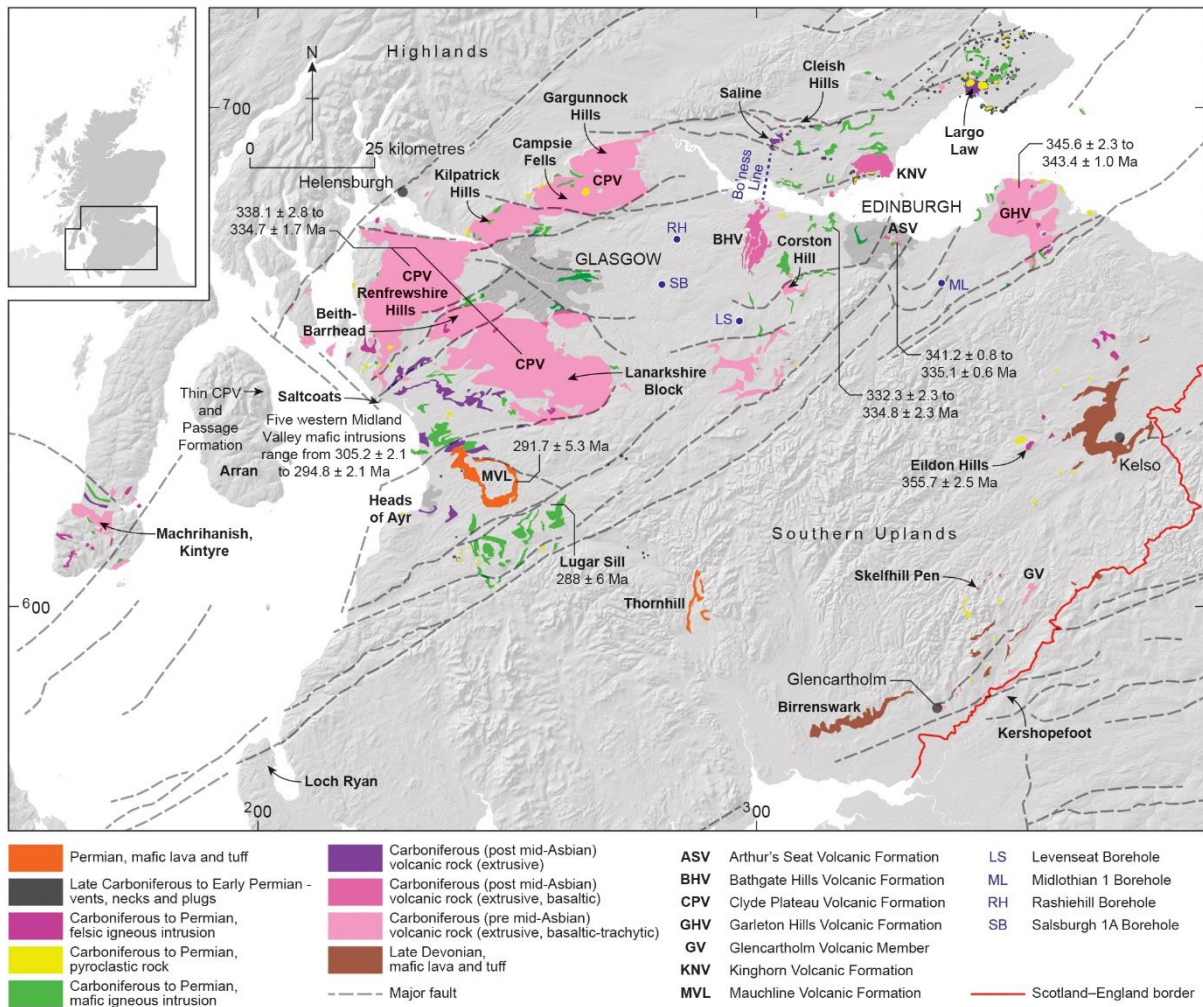 Highlands
N
700
0
25 kilometres
Helensburgh
Gargunnock
Hills
Campsie
Fells
Kilpatrick
Hills
CPV
Saline
Cleish
Hills
Bo'ness
Line
Largo
Law
KNV
345.6 ± 2.3 to
343.4 ± 1.0 Ma
GHV
EDINBURGH
ASV
338.1 ± 2.8 to
334.7 ± 1.7 Ma
RH
BHV
Corston
Hill
GLASGOW
SB
ML
CPV
Renfrewshire
Hills
Beith-
Barrhead
LS
CPV
Lanarkshire
Block
341.2 ± 0.8 to
335.1 ± 0.6 Ma
332.3 ± 2.3 to
334.8 ± 2.3 Ma
Thin CPV
and
Passage
Formation
Arran
Saltcoats
Five western Midland
Valley mafic intrusions
range from 305.2 ± 2.1
to 294.8 ± 2.1 Ma
291.7 ± 5.3 Ma
MVL
Kelso
Eildon Hills
355.7 ± 2.5 Ma
Heads
of Ayr
Machrihanish,
Kintyre
Southern Uplands
Lugar Sill
288 ± 6 Ma
Skelfhill Pen
GV
Thornhill
600
Glencartholm
Birrenswark
Kershopefoot
Loch Ryan
200
300
Permian, mafic lava and tuff
Late Carboniferous to Early Permian -
vents, necks and plugs
Carboniferous to Permian,
felsic igneous intrusion
Carboniferous to Permian,
pyroclastic rock
Carboniferous to Permian,
mafic igneous intrusion
Carboniferous (post mid-Asbian)
volcanic rock (extrusive)
Carboniferous (post mid-Asbian)
volcanic rock (extrusive, basaltic)
Carboniferous (pre mid-Asbian)
volcanic rock (extrusive, basaltic-trachytic)
Late Devonian,
mafic lava and tuff
Major fault
ASV Arthur's Seat Volcanic Formation
BHV Bathgate Hills Volcanic Formation
CPV Clyde Plateau Volcanic Formation
GHV Garleton Hills Volcanic Formation
GV Glencartholm Volcanic Member
KNV Kinghorn Volcanic Formation
MVL Mauchline Volcanic Formation
LS Levenseat Borehole
ML Midlothian 1 Borehole
RH Rashiehill Borehole
SB Salsburgh 1A Borehole
Scotland–England border